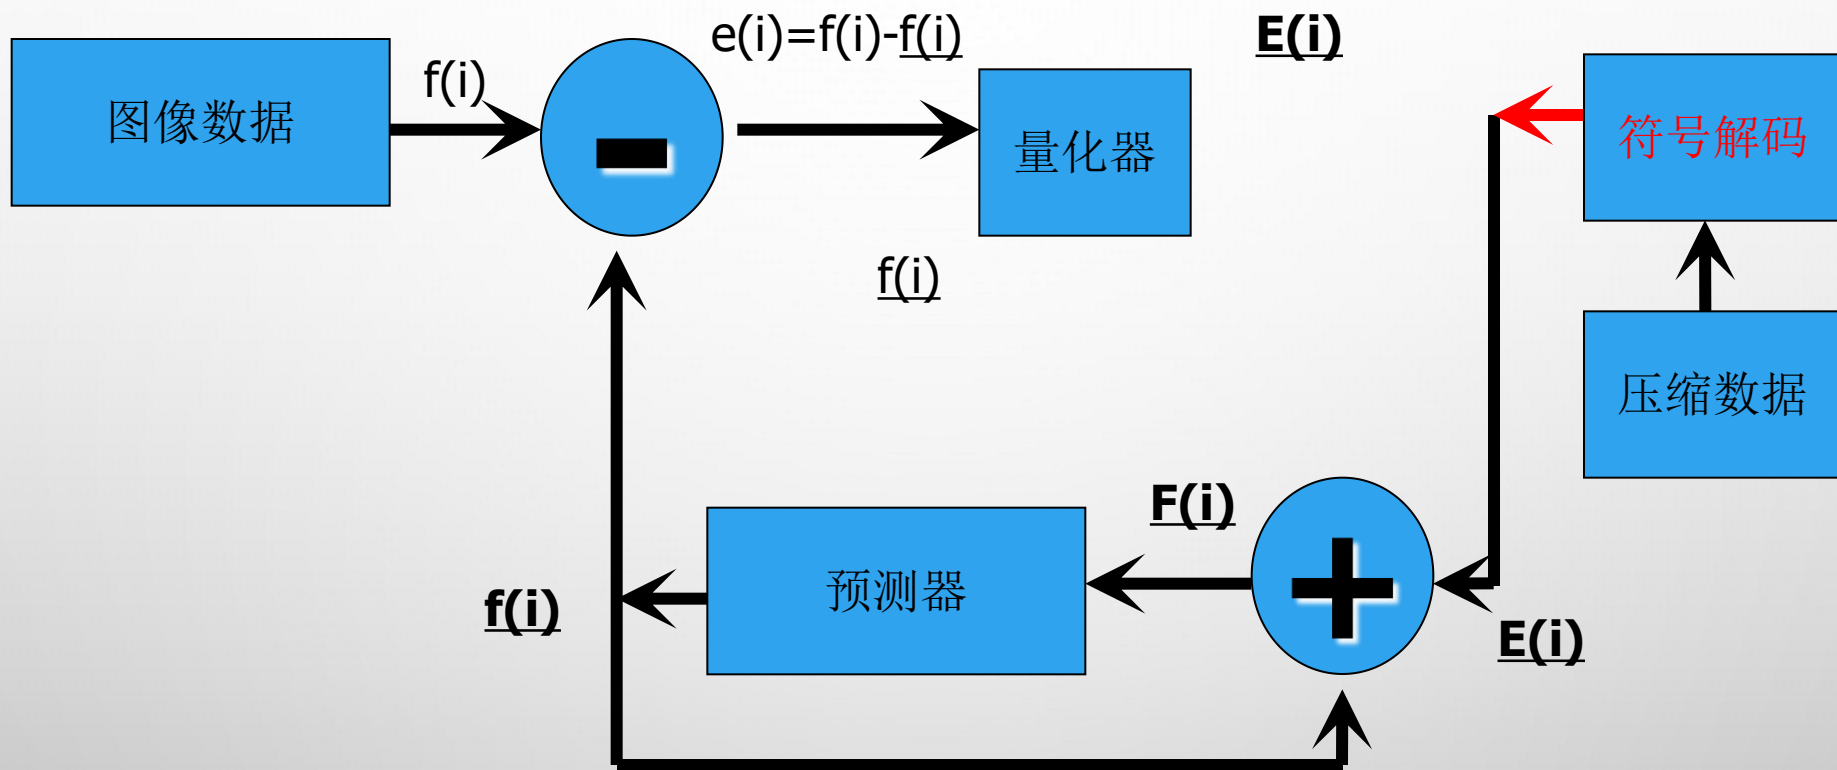 e(i)=f(i)-f(i)
E(i)
图像数据
f(i)
-
量化器
符号解码
f(i)
压缩数据
F(i)
预测器
+
f(i)
E(i)